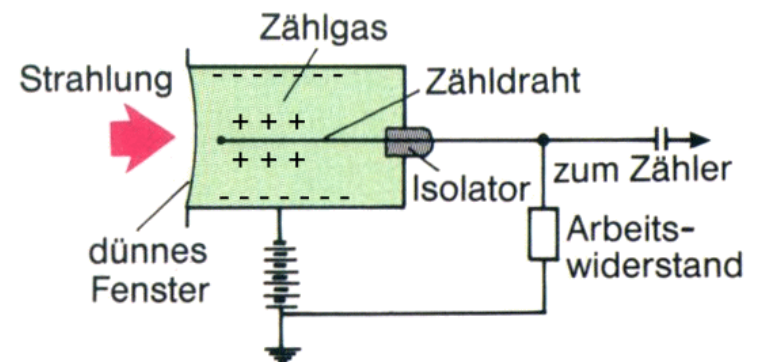 Zählgas
Strahlung
Zähldraht
- - - - - - -
+ + +
+ + +
- - - - - - -
zum Zähler
Isolator
dünnes
Fenster
Arbeits-
widerstand